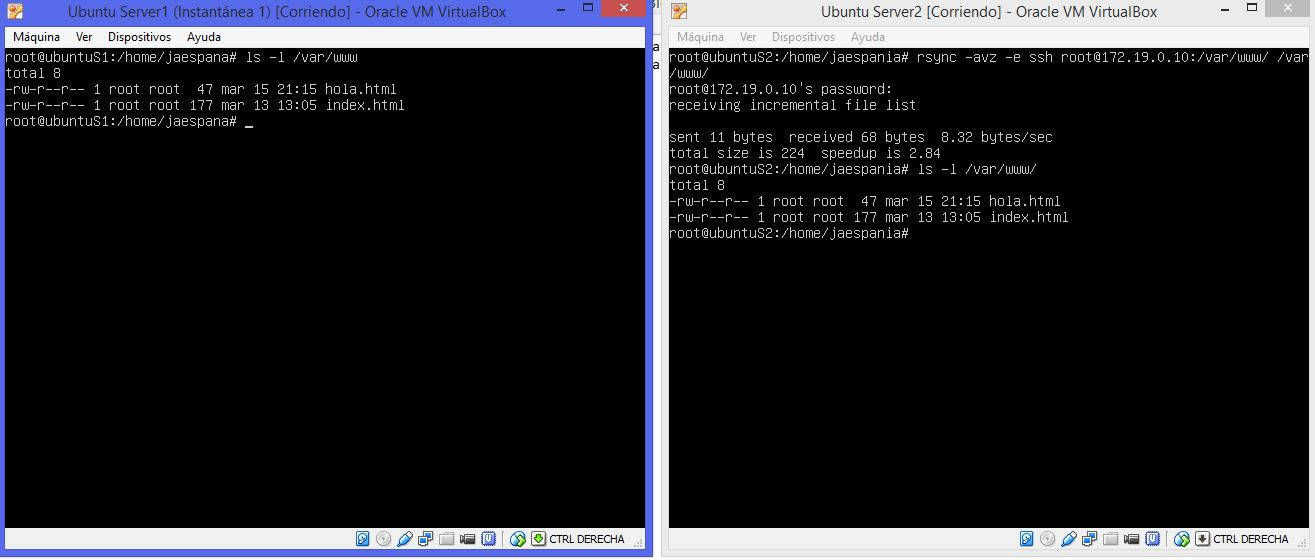 Ubuntu Server1 (Instantánea 1) [Corriendo] - Oracle VM VirtualBox
Máquina Ver Dispositivos Ayuda
root@ubuntuS1:/home/jaespana# ls -l /var/www
total 8
-rw-r--r-- 1 root root  47 mar 15 21:15 hola.html
-rw-r--r-- 1 root root 177 mar 13 13:05 index.html
root@ubuntuS1:/home/jaespana# _
CTRL DERECHA
Ubuntu Server2 [Corriendo] - Oracle VM VirtualBox
Máquina Ver Dispositivos Ayuda
root@ubuntuS2:/home/jaespania# rsync -avz -e ssh root@172.19.0.10:/var/www/ /var
/www/
root@172.19.0.10's password:
receiving incremental file list
sent 11 bytes  received 68 bytes  8.32 bytes/sec
total size is 224  speedup is 2.84
root@ubuntuS2:/home/jaespania# ls -l /var/www/
total 8
-rw-r--r-- 1 root root  47 mar 15 21:15 hola.html
-rw-r--r-- 1 root root 177 mar 13 13:05 index.html
root@ubuntuS2:/home/jaespania#
CTRL DERECHA